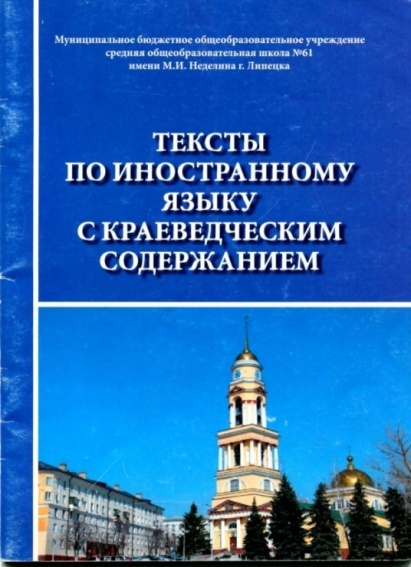 Муниципальное бюджетное общеобразовательное учреждение
средняя общеобразовательная школа №61
имени М.И. Неделина г. Липецка
ТЕКСТЫ
ПО ИНОСТРАННОМУ
ЯЗЫКУ
С КРАЕВЕДЧЕСКИМ
СОДЕРЖАНИЕМ